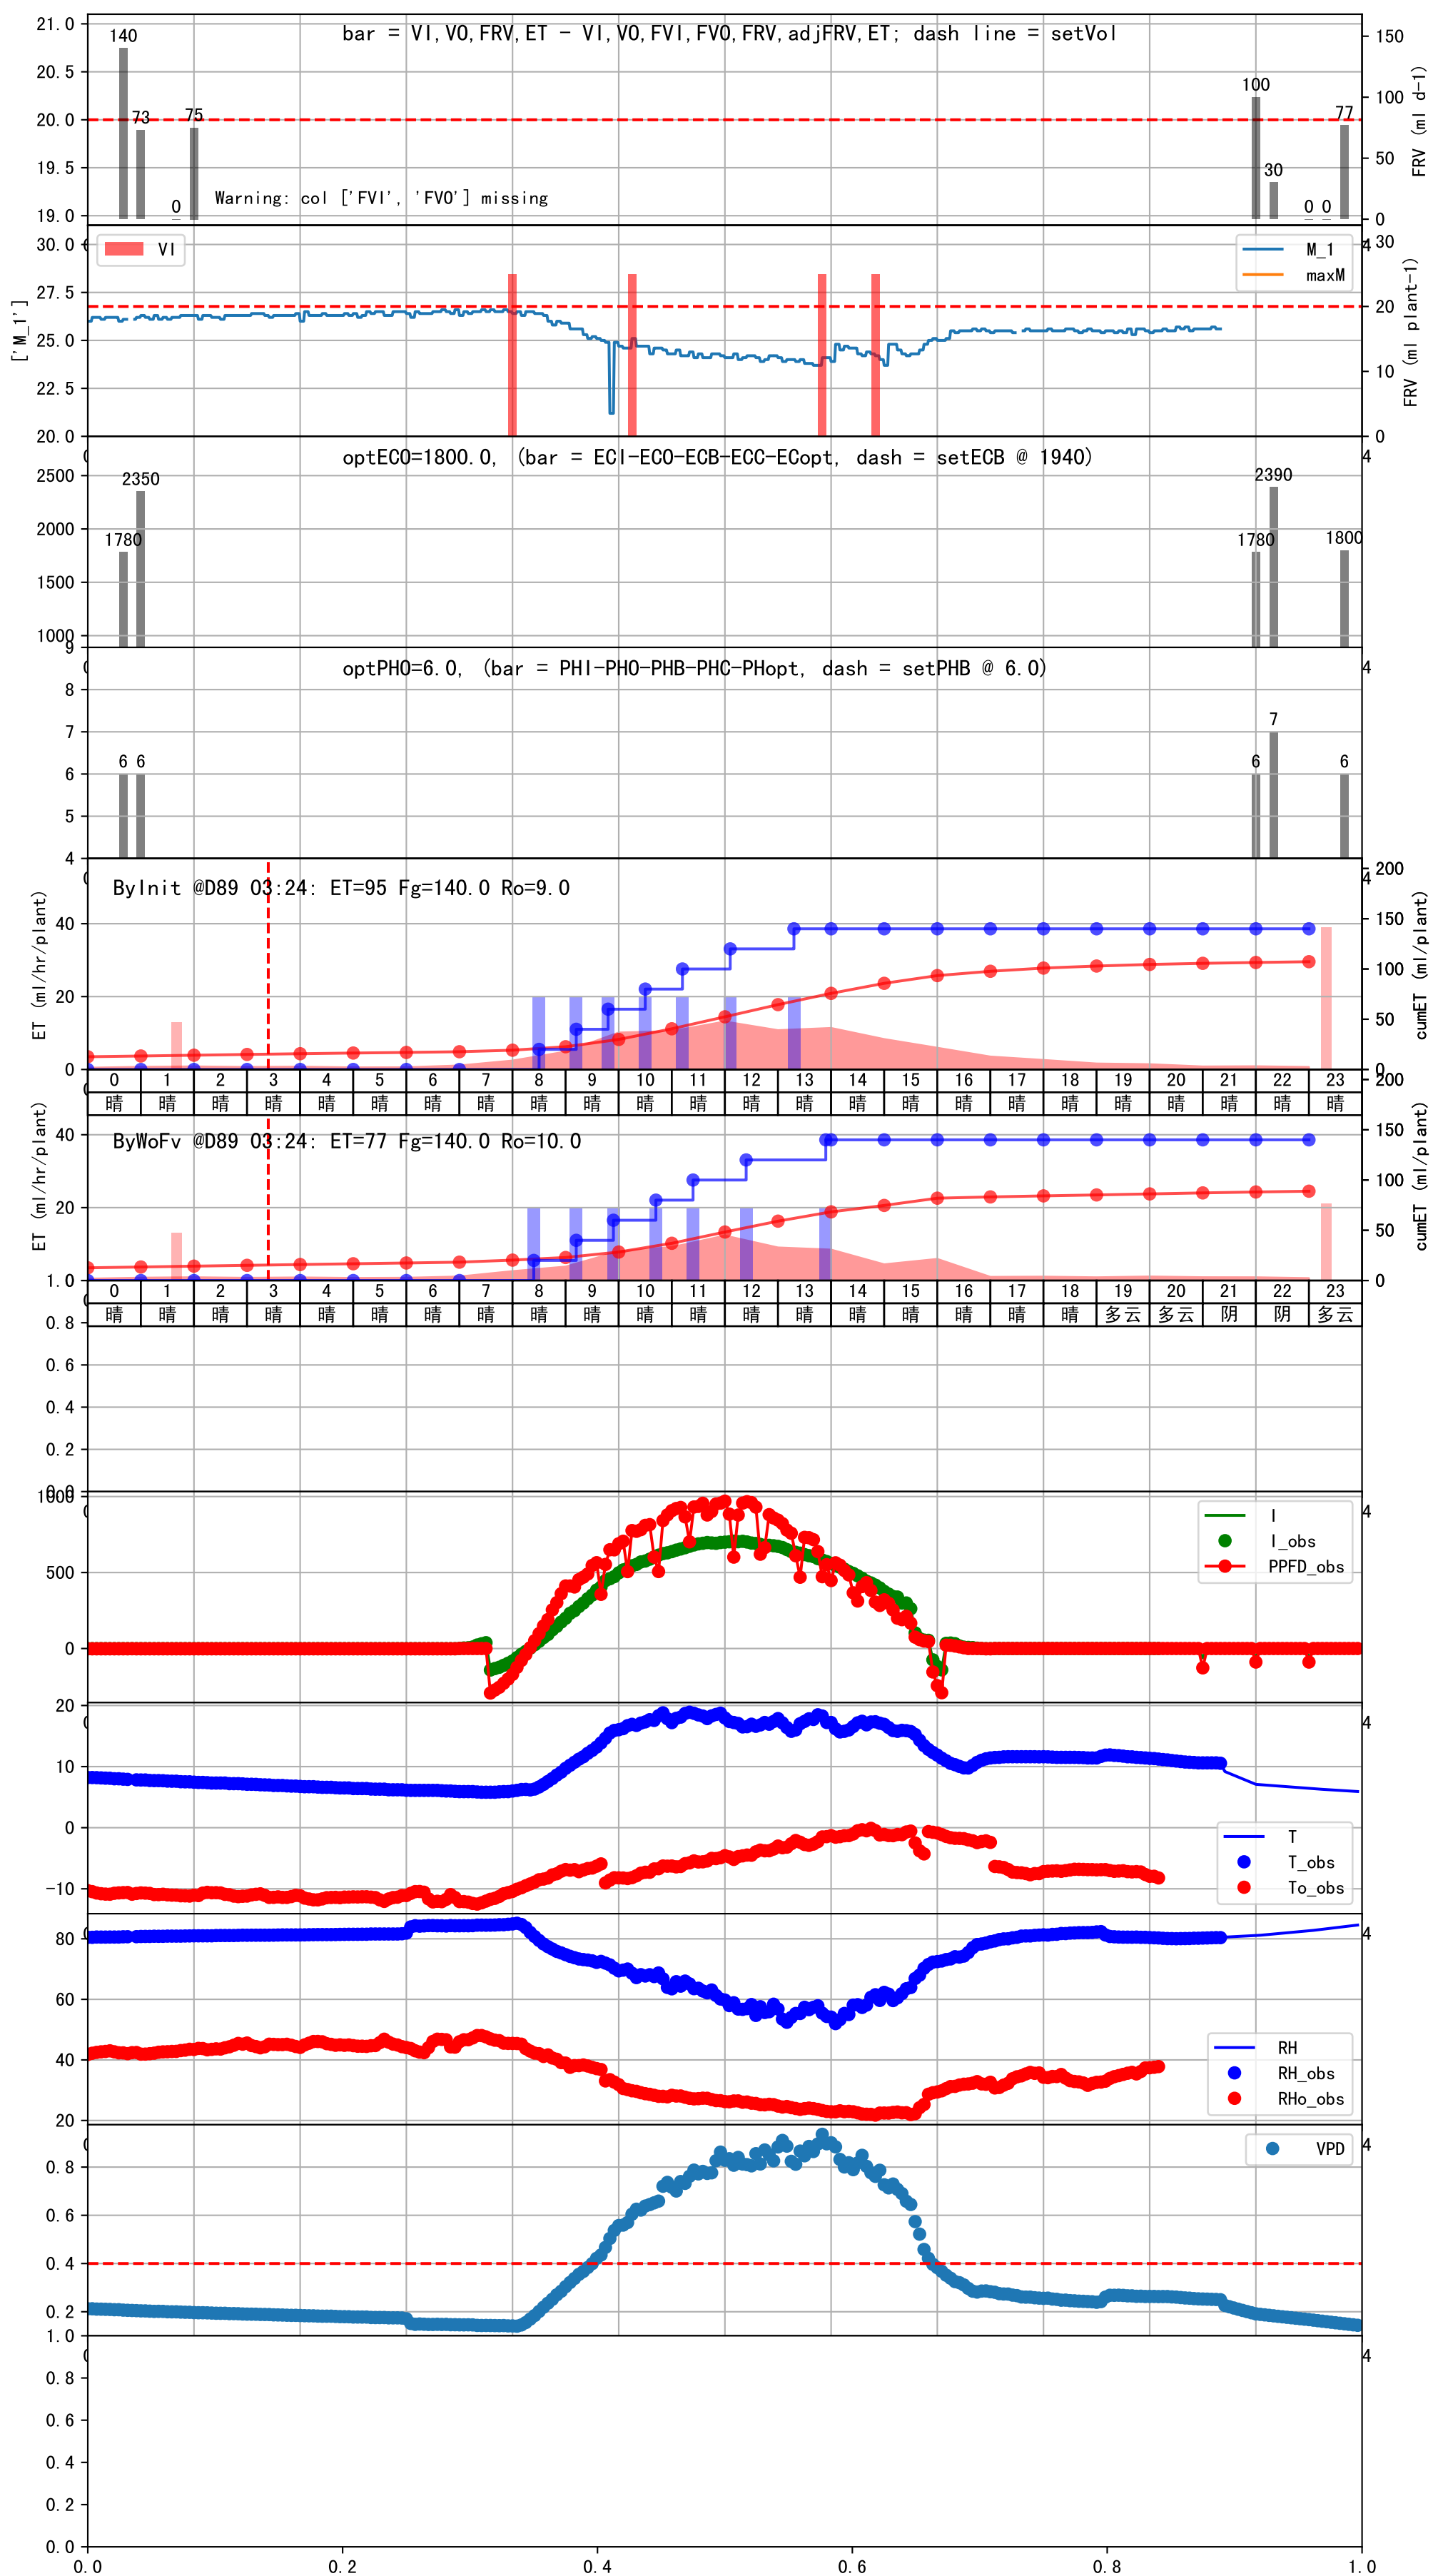 bar = VI,VO,FRV,ET - VI,VO,FVI,FVO,FRV,adjFRV,ET; dash line = setVol
21.0
20.5
20.0
19.5
19.0
140
73
0
75
Warning: col ['FVI', 'FVO'] missing
100
30
0
0
77
150
100
50
0
FRV (ml d-1)
VI
M_1
maxM
['M_1']
30.0
27.5
25.0
22.5
20.0
30
20
10
0
FRV (ml plant-1)
optECO=1800.0, (bar = ECI-ECO-ECB-ECC-ECopt, dash = setECB @ 1940)
2500
2000
1500
1000
1780
2350
1780
2390
1800
optPHO=6.0, (bar = PHI-PHO-PHB-PHC-PHopt, dash = setPHB @ 6.0)
9
8
7
6
5
4
6
6
6
7
6
ByInit @D89 03:24: ET=95 Fg=140.0 Ro=9.0
ET (ml/hr/plant)
40
20
0
200
150
100
50
0
cumET (ml/plant)
0 1 2 3 4 5 6 7 8 9 10 11 12 13 14 15 16 17 18 19 20 21 22 23
晴 晴 晴 晴 晴 晴 晴 晴 晴 晴 晴 晴 晴 晴 晴 晴 晴 晴 晴 晴 晴 晴 晴 晴
ByWoFv @D89 03:24: ET=77 Fg=140.0 Ro=10.0
ET (ml/hr/plant)
40
20
200
150
100
50
0
cumET (ml/plant)
0 1 2 3 4 5 6 7 8 9 10 11 12 13 14 15 16 17 18 19 20 21 22 23
晴 晴 晴 晴 晴 晴 晴 晴 晴 晴 晴 晴 晴 晴 晴 晴 晴 晴 晴 多云 多云 阴 阴 多云
1.0
0.8
0.6
0.4
0.2
0.0
1000
500
0
I
I_obs
PPFD_obs
20
10
0
-10
T
T_obs
To_obs
80
60
40
20
RH
RH_obs
RHo_obs
0.8
0.6
0.4
0.2
VPD
1.0
0.8
0.6
0.4
0.2
0.0
0.0 0.2 0.4 0.6 0.8 1.0